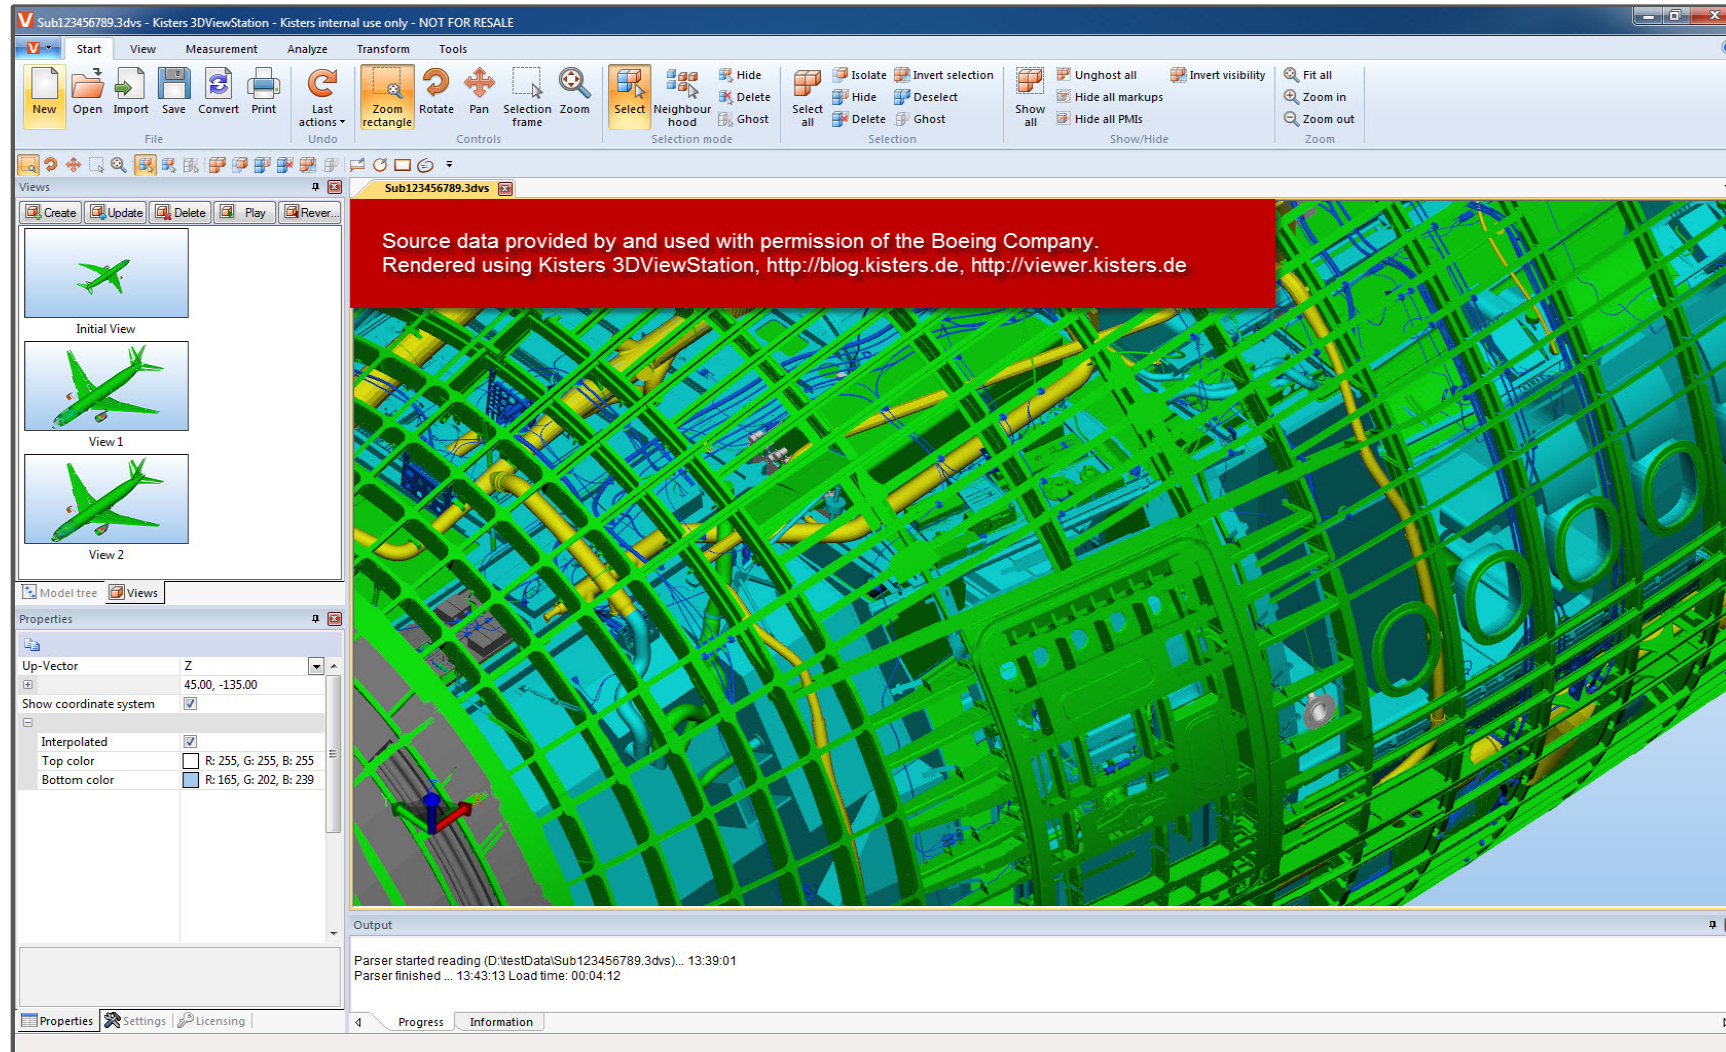 Sub123456789.3dvs - Kisters 3DViewStation - Kisters internal use only - NOT FOR RESALE
Start View Measurement Analyze Transform Tools
New Open Import Save Convert Print
File
Last actions
Undo
Zoom rectangle Rotate Pan Selection frame Zoom
Controls
Select Neighbour hood Hide Delete Ghost
Selection mode
Select all Isolate Hide Delete Invert selection Deselect Ghost
Selection
Show all Unghost all Hide all markups Hide all PMIs Invert visibility
Show/Hide
Fit all Zoom in Zoom out
Zoom
Views
Create Update Delete Play Rever...
Initial View
View 1
View 2
Model tree Views
Properties
Up-Vector Z
45.00, -135.00
Show coordinate system
Interpolated
Top color R: 255, G: 255, B: 255
Bottom color R: 165, G: 202, B: 239
Properties Settings Licensing
Sub123456789.3dvs
Source data provided by and used with permission of the Boeing Company.
Rendered using Kisters 3DViewStation, http://blog.kisters.de, http://viewer.kisters.de
Output
Parser started reading (D:\testData\Sub123456789.3dvs)... 13:39:01
Parser finished ... 13:43:13 Load time: 00:04:12
Progress Information